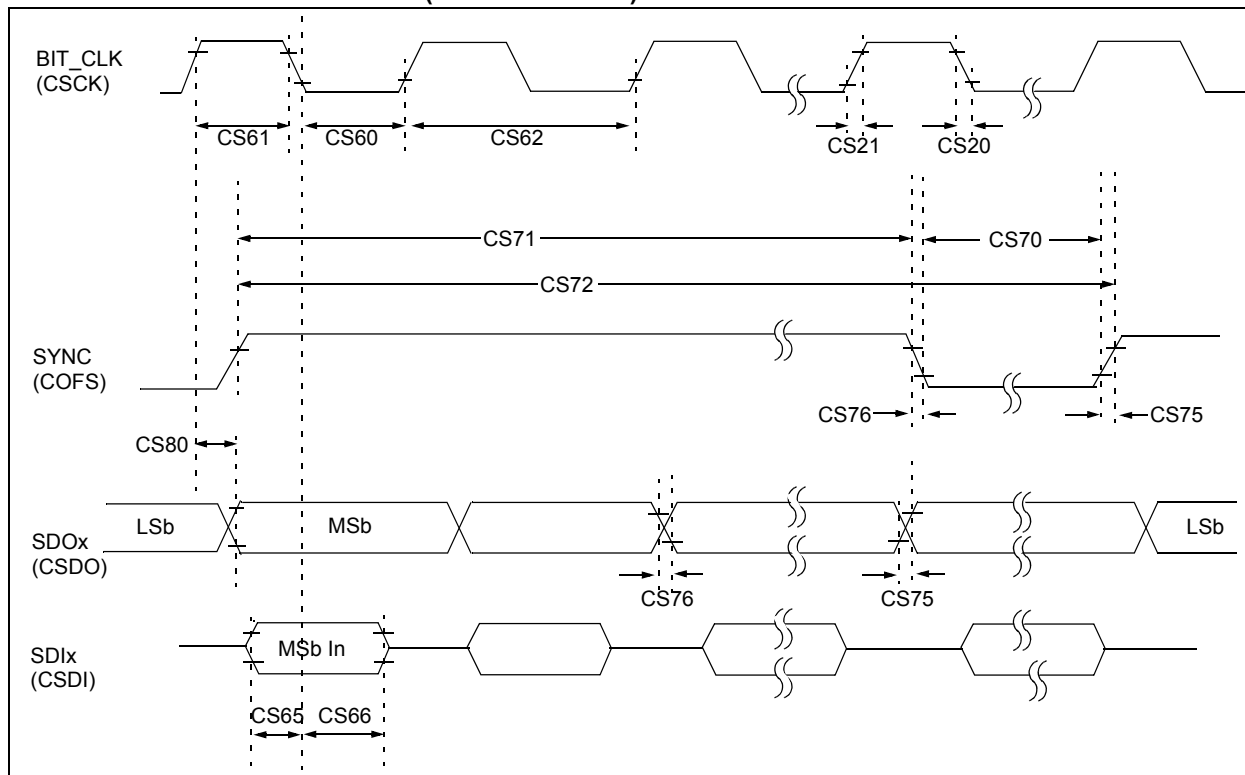 BIT_CLK
(CSCK)
CS61
CS60
CS62
CS21
CS20
CS71
CS70
CS72
SYNC
(COFS)
CS76
CS75
CS80
LSb
MSb
LSb
SDOx
(CSDO)
CS76
CS75
MSb In
SDIx
(CSDI)
CS65
CS66